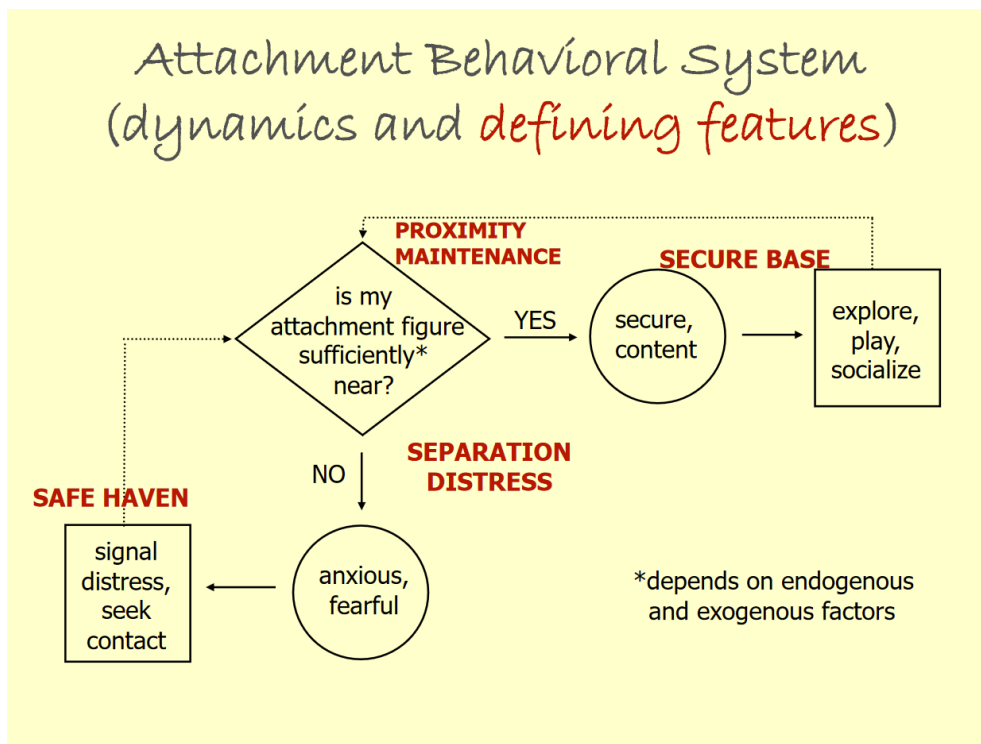 Attachment Behavioral System
(dynamics and defining features)
PROXIMITY
MAINTENANCE
SECURE BASE
is my
attachment figure
sufficiently*
near?
YES
secure,
content
explore,
play,
socialize
NO
SEPARATION
DISTRESS
SAFE HAVEN
signal
distress,
seek
contact
anxious,
fearful
*depends on endogenous
and exogenous factors